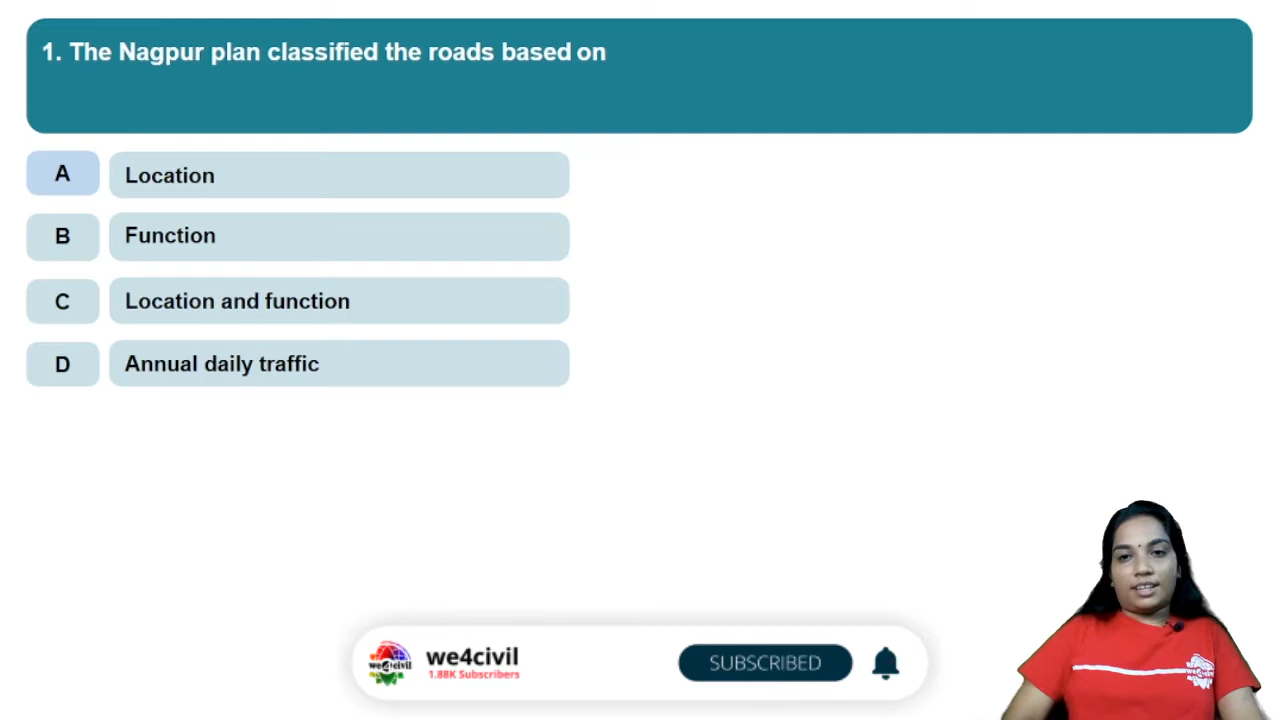 1. The Nagpur plan classified the roads based on
A Location
B Function
C Location and function
D Annual daily traffic
we4civil
we4civil
1.88K Subscribers
SUBSCRIBED